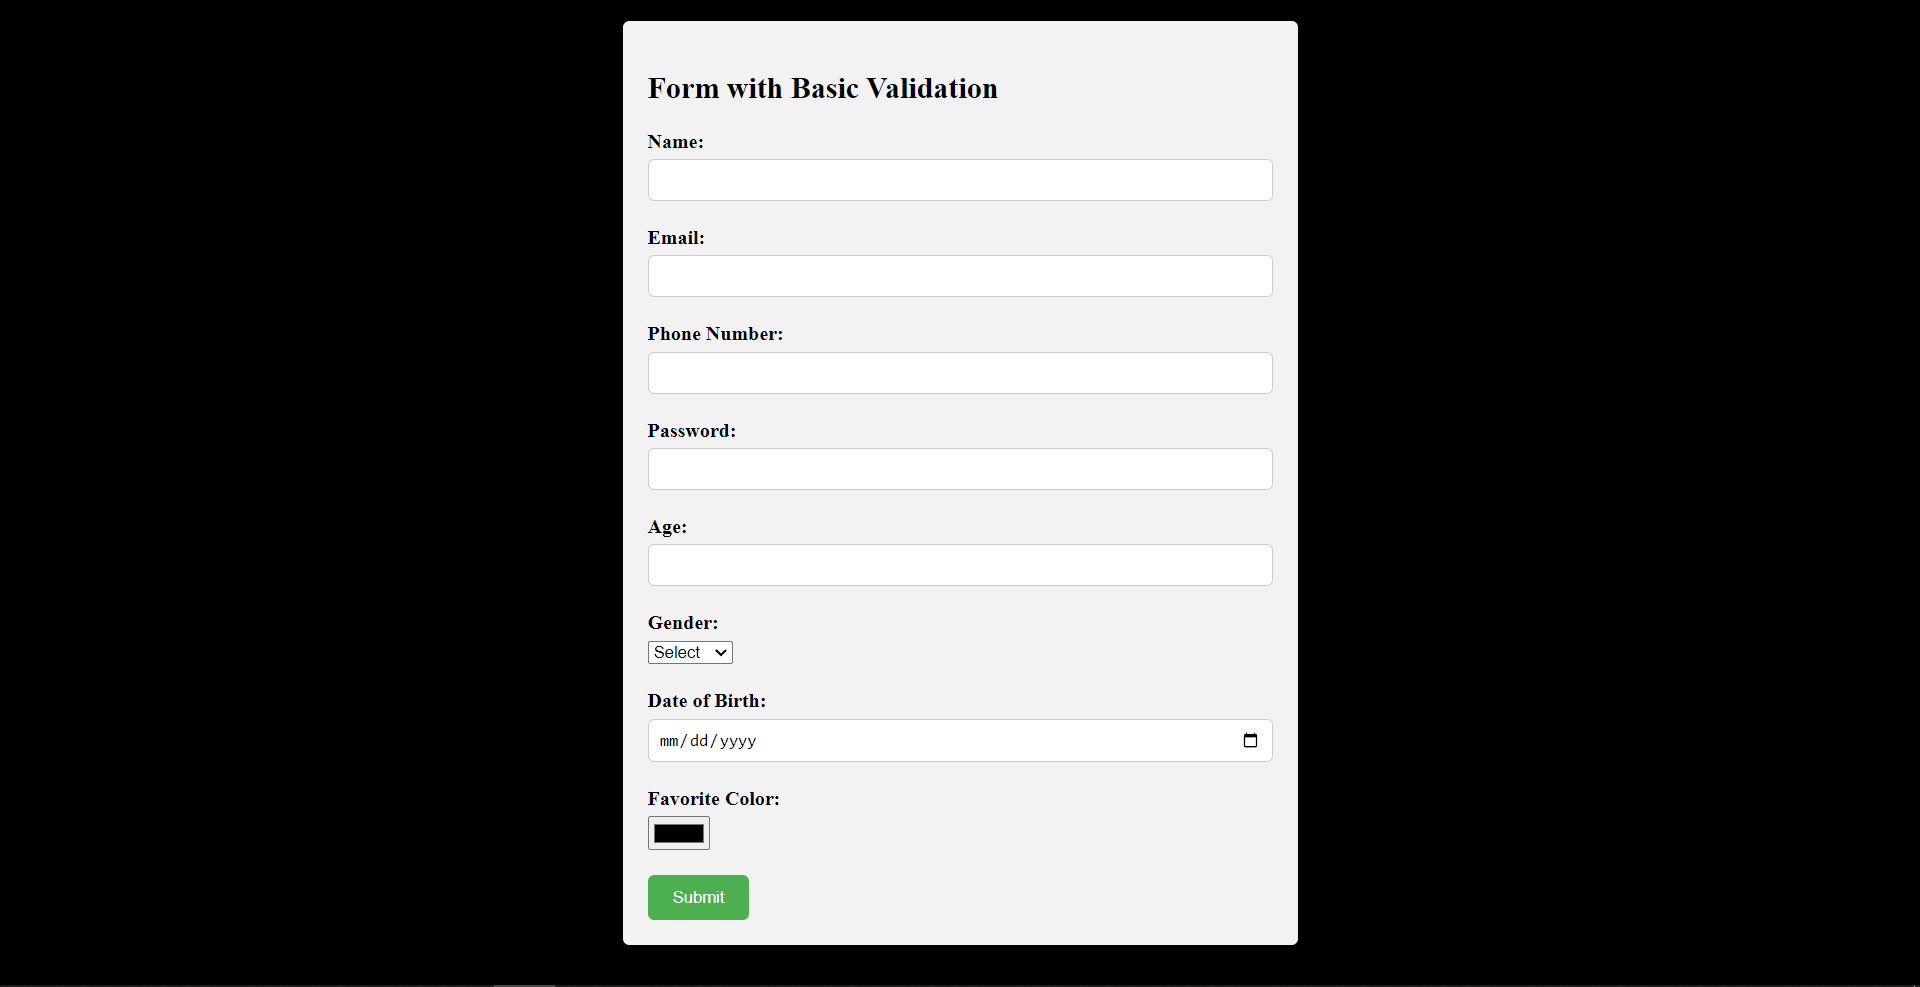 Form with Basic Validation
Name:
Email:
Phone Number:
Password:
Age:
Gender:
Select
Date of Birth:
mm/dd/yyyy
Favorite Color:
Submit